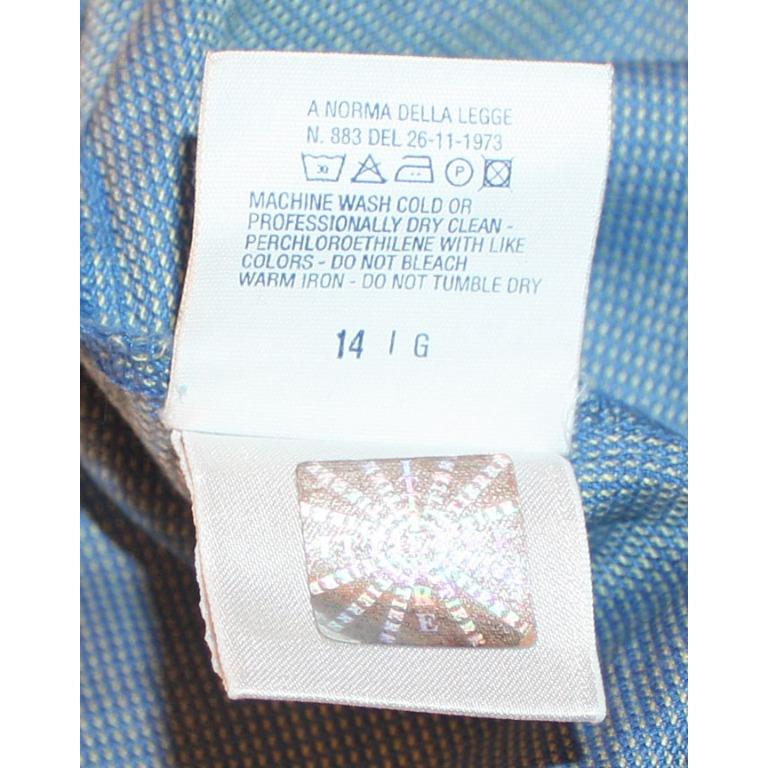 A NORMA DELLA LEGGE
N. 883 DEL 26-11-1973
30 P
MACHINE WASH COLD OR
PROFESSIONALLY DRY CLEAN -
PERCHLOROETHILENE WITH LIKE
COLORS - DO NOT BLEACH
WARM IRON - DO NOT TUMBLE DRY
14 I G